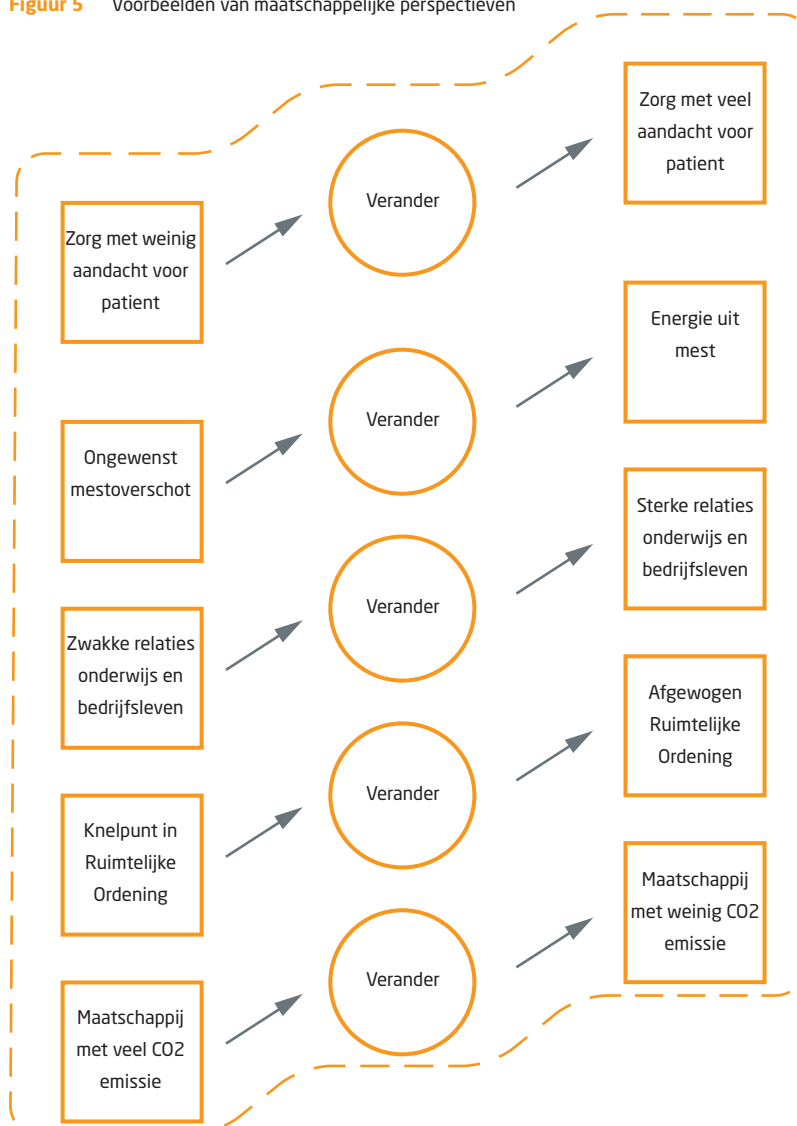 Figuur 5 Voorbeelden van maatschappelijke perspectieven
Zorg met weinig
aandacht voor
patient
Verander
Zorg met veel
aandacht voor
patient
Ongewenst
mestoverschot
Verander
Energie uit
mest
Zwakke relaties
onderwijs en
bedrijfsleven
Verander
Sterke relaties
onderwijs en
bedrijfsleven
Knelpunt in
Ruimtelijke
Ordening
Verander
Afgewogen
Ruimtelijke
Ordening
Maatschappij
met veel CO2
emissie
Verander
Maatschappij
met weinig CO2
emissie